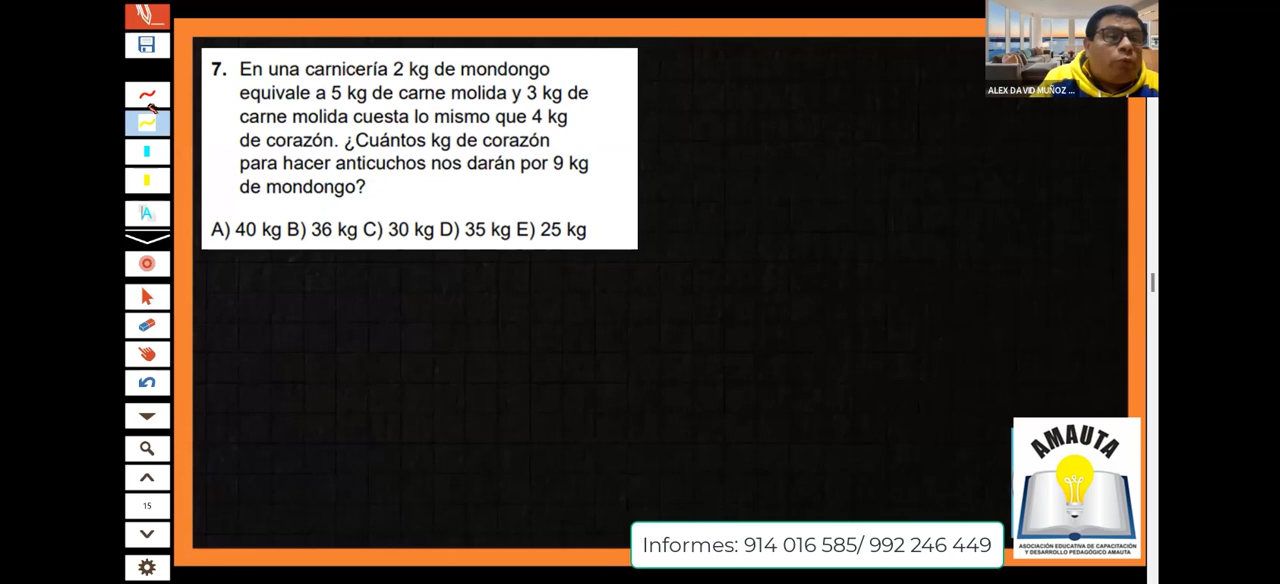 7. En una carnicería 2 kg de mondongo
equivale a 5 kg de carne molida y 3 kg de
carne molida cuesta lo mismo que 4 kg
de corazón. ¿Cuántos kg de corazón
para hacer anticuchos nos darán por 9 kg
de mondongo?
A) 40 kg B) 36 kg C) 30 kg D) 35 kg E) 25 kg
ALEX DAVID MUÑOZ ...
A
15
AMAUTA
ASOCIACIÓN EDUCATIVA DE CAPACITACIÓN
Y DESARROLLO PEDAGÓGICO AMAUTA
Informes: 914 016 585/ 992 246 449